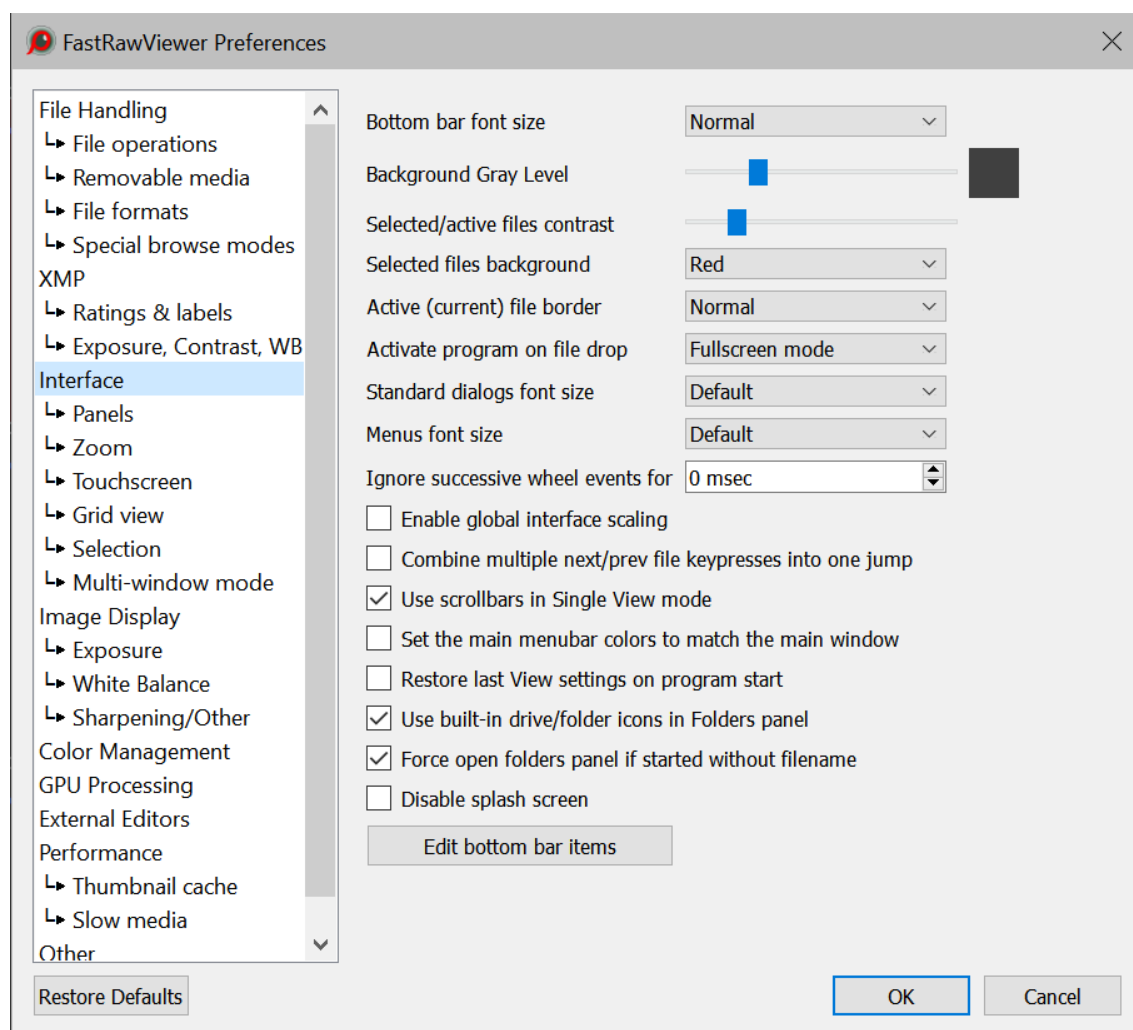 FastRawViewer Preferences
File Handling
File operations
Removable media
File formats
Special browse modes
XMP
Ratings & labels
Exposure, Contrast, WB
Interface
Panels
Zoom
Touchscreen
Grid view
Selection
Multi-window mode
Image Display
Exposure
White Balance
Sharpening/Other
Color Management
GPU Processing
External Editors
Performance
Thumbnail cache
Slow media
Other
Bottom bar font size Normal
Background Gray Level
Selected/active files contrast
Selected files background Red
Active (current) file border Normal
Activate program on file drop Fullscreen mode
Standard dialogs font size Default
Menus font size Default
Ignore successive wheel events for 0 msec
Enable global interface scaling
Combine multiple next/prev file keypresses into one jump
Use scrollbars in Single View mode
Set the main menubar colors to match the main window
Restore last View settings on program start
Use built-in drive/folder icons in Folders panel
Force open folders panel if started without filename
Disable splash screen
Edit bottom bar items
Restore Defaults OK Cancel